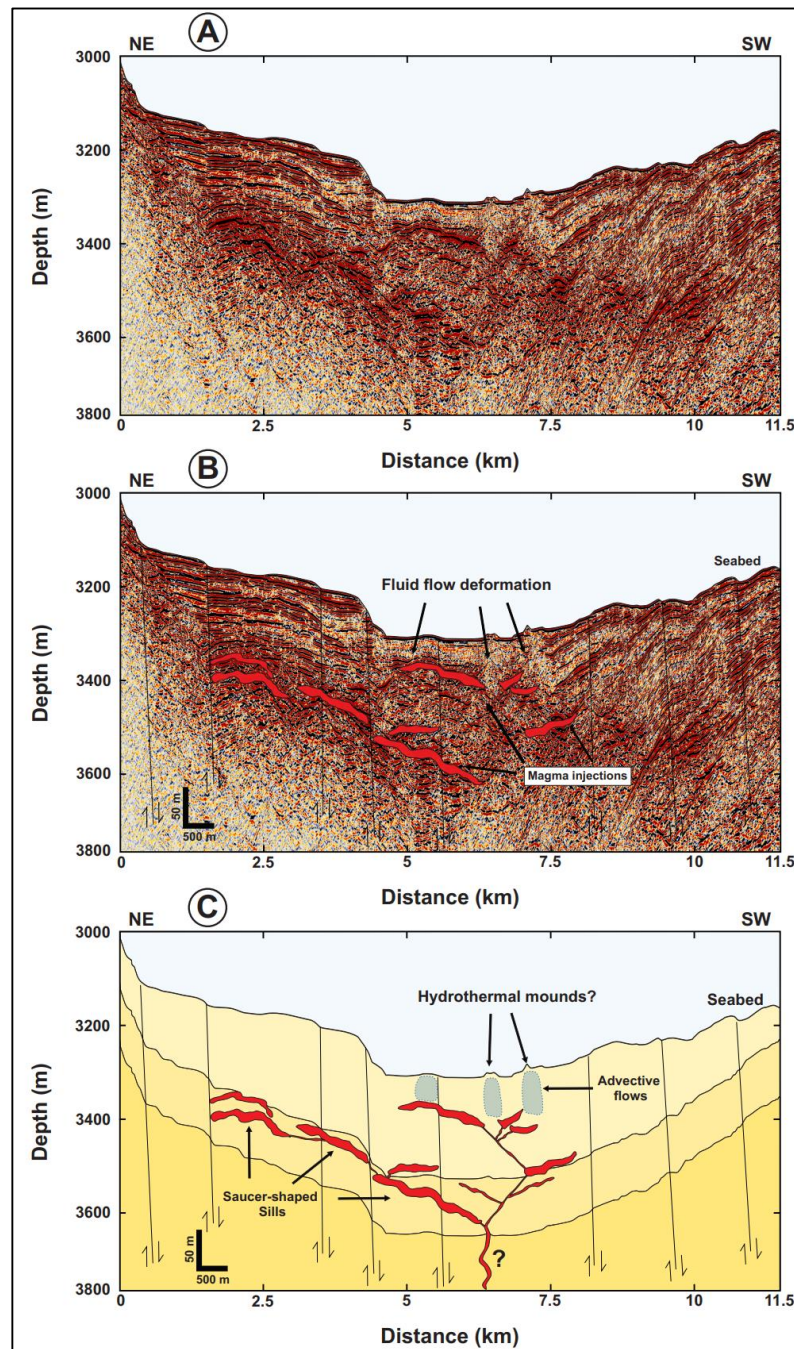 NE A SW
3000
3200
3400
3600
3800
Depth (m)
0 2.5 5 7.5 10 11.5
Distance (km)
NE B SW
3000
3200
3400
3600
3800
Depth (m)
Seabed
Fluid flow deformation
Magma injections
50 m
500 m
0 2.5 5 7.5 10 11.5
Distance (km)
NE C SW
3000
3200
3400
3600
3800
Depth (m)
Hydrothermal mounds?
Seabed
Advective
flows
Saucer-shaped
Sills
?
50 m
500 m
0 2.5 5 7.5 10 11.5
Distance (km)